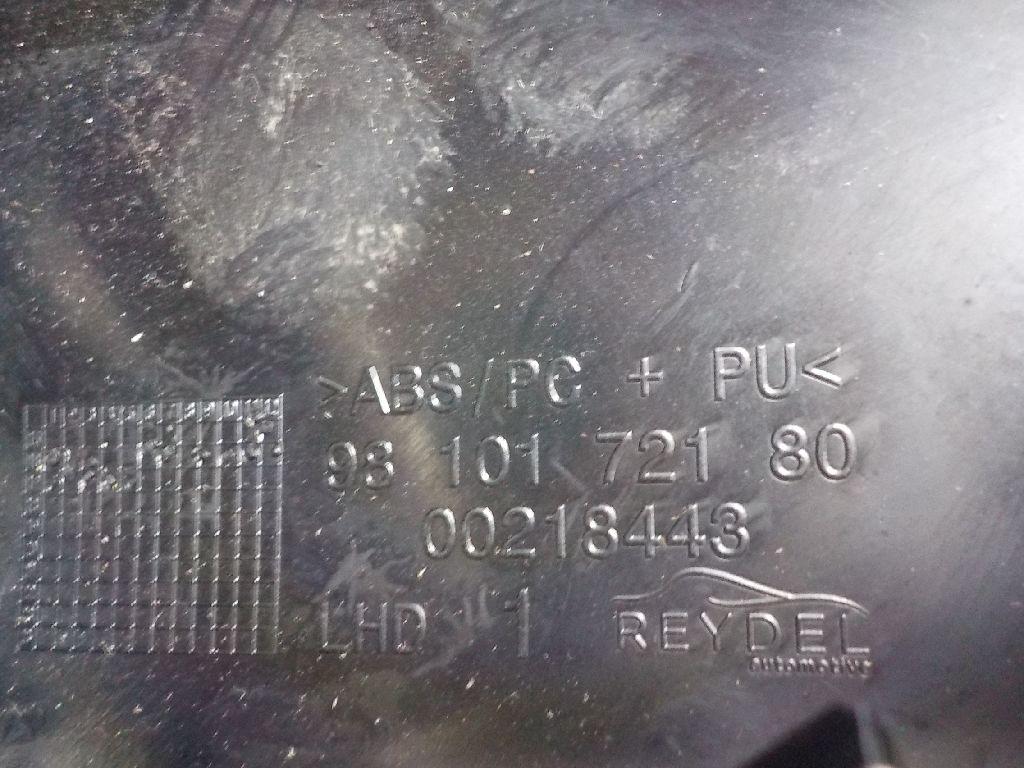 >ABS/PC + PU<
98 101 721 80
00218443
LHD 1
REYDEL
Automotive